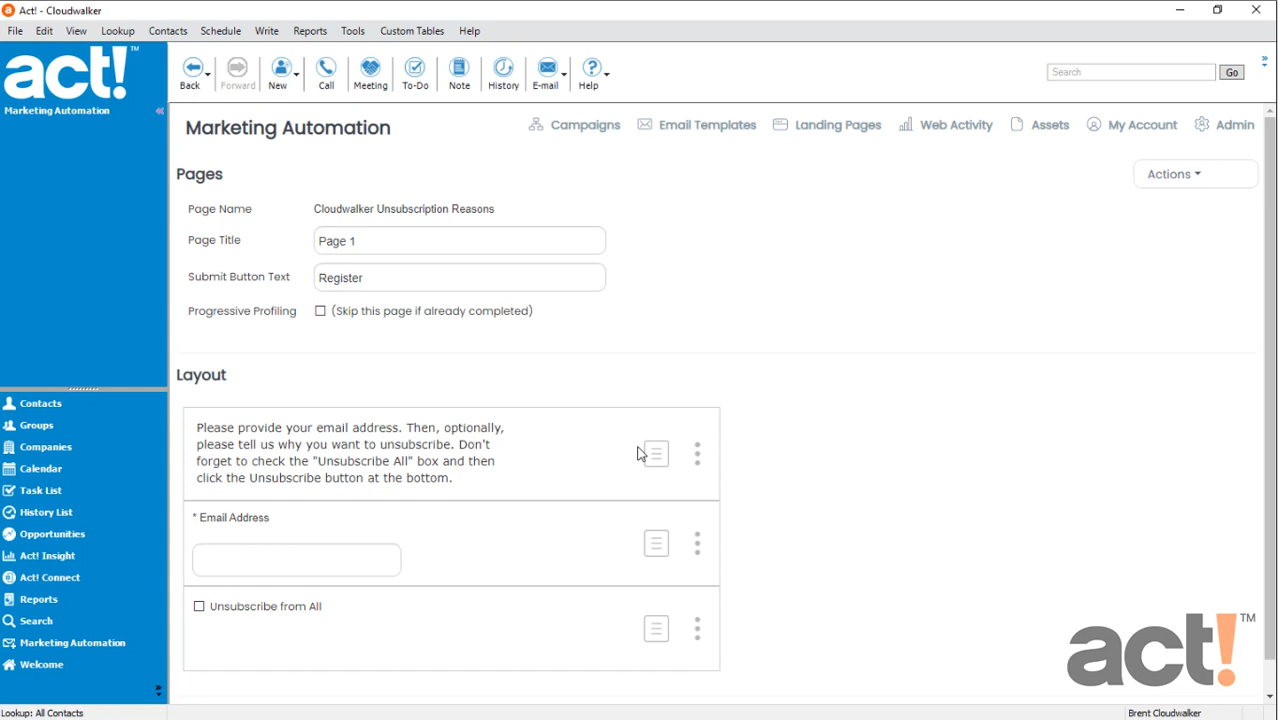 Act! - Cloudwalker
File Edit View Lookup Contacts Schedule Write Reports Tools Custom Tables Help
act!™
Marketing Automation
Back Forward New Call Meeting To-Do Note History E-mail Help
Search Go
Marketing Automation
Campaigns Email Templates Landing Pages Web Activity Assets My Account Admin
Pages
Actions
Page Name Cloudwalker Unsubscription Reasons
Page Title Page 1
Submit Button Text Register
Progressive Profiling (Skip this page if already completed)
Layout
Please provide your email address. Then, optionally,
please tell us why you want to unsubscribe. Don't
forget to check the "Unsubscribe All" box and then
click the Unsubscribe button at the bottom.
* Email Address
Unsubscribe from All
Contacts
Groups
Companies
Calendar
Task List
History List
Opportunities
Act! Insight
Act! Connect
Reports
Search
Marketing Automation
Welcome
act!™
Lookup: All Contacts
Brent Cloudwalker